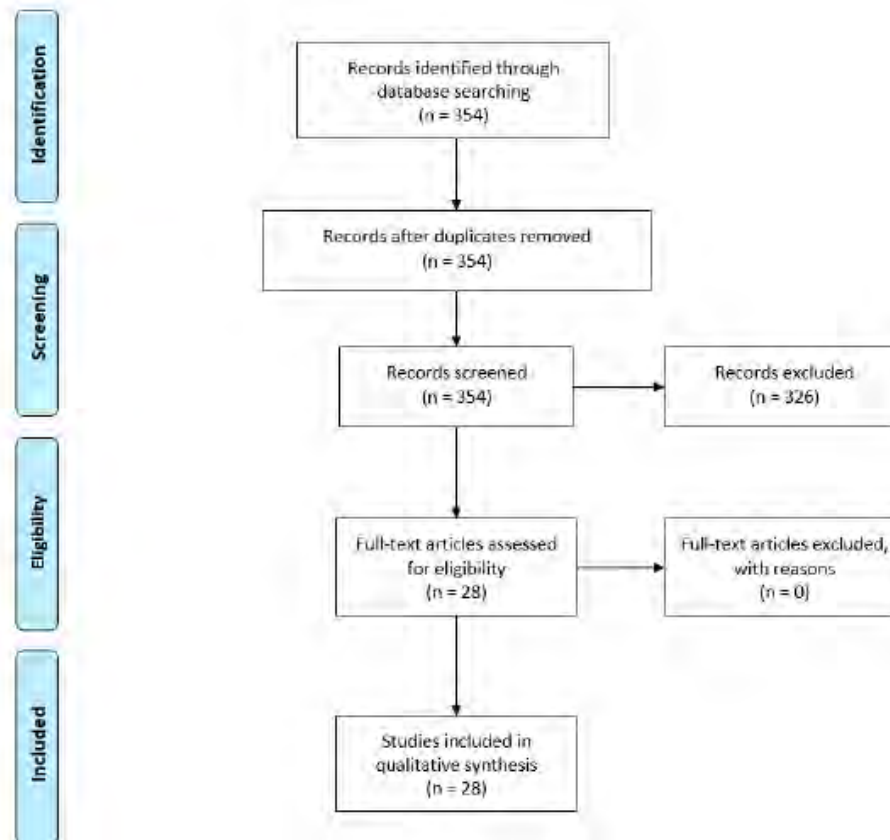 Identification
Records identified through
database searching
(n = 354)
Records after duplicates removed
(n = 354)
Screening
Records screened
(n = 354)
Records excluded
(n = 326)
Eligibility
Full-text articles assessed
for eligibility
(n = 28)
Full-text articles excluded,
with reasons
(n = 0)
Included
Studies included in
qualitative synthesis
(n = 28)